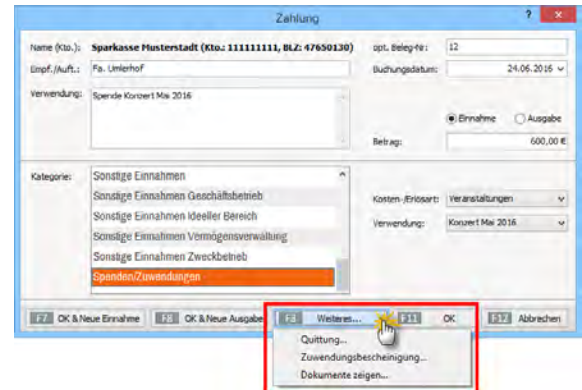 Zahlung
?
Name (Kto.): Sparkasse Musterstadt (Kto.: 111111111, BLZ: 47650130) opt. Beleg-Nr: 12
Empf./Auft.: Fa. Umlerhof Buchungsdatum: 24.06.2016
Verwendung: Spende Konzert Mai 2016
Einnahme Ausgabe
Betrag: 600,00 €
Kategorie: Sonstige Einnahmen
Sonstige Einnahmen Geschäftsbetrieb Kosten-/Erlösart: Veranstaltungen
Sonstige Einnahmen Ideeller Bereich Verwendung: Konzert Mai 2016
Sonstige Einnahmen Vermögensverwaltung
Sonstige Einnahmen Zweckbetrieb
Spenden/Zuwendungen
F7 OK & Neue Einnahme F8 OK & Neue Ausgabe F3 Weiteres... F11 OK F12 Abbrechen
Quittung...
Zuwendungsbescheinigung...
Dokumente zeigen...